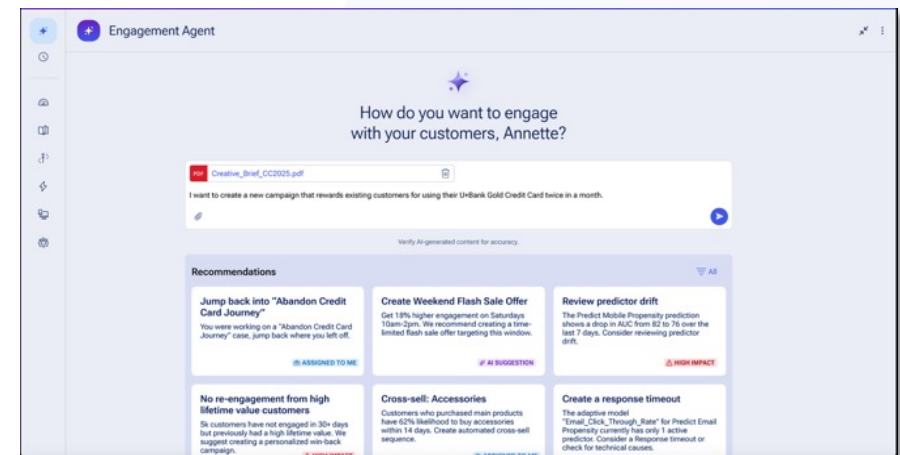 Engagement Agent
How do you want to engage
with your customers, Annette?
PDF
Creative_Brief_CC2025.pdf
I want to create a new campaign that rewards existing customers for using their U+Bank Gold Credit Card twice in a month.
Verify AI-generated content for accuracy.
Recommendations
All
Jump back into "Abandon Credit
Card Journey"
You were working on a "Abandon Credit Card
Journey" case, jump back where you left off.
ASSIGNED TO ME
Create Weekend Flash Sale Offer
Get 18% higher engagement on Saturdays
10am-2pm. We recommend creating a time-
limited flash sale offer targeting this window.
AI SUGGESTION
Review predictor drift
The Predict Mobile Propensity prediction
shows a drop in AUC from 82 to 76 over the
last 7 days. Consider reviewing predictor
drift.
HIGH IMPACT
No re-engagement from high
lifetime value customers
5k customers have not engaged in 30+ days
but previously had a high lifetime value. We
suggest creating a personalized win-back
campaign.
HIGH IMPACT
Cross-sell: Accessories
Customers who purchased main products
have 62% likelihood to buy accessories
within 14 days. Create automated cross-sell
sequence.
ASSIGNED TO ME
Create a response timeout
The adaptive model
"Email_Click_Through_Rate" for Predict Email
Propensity currently has only 1 active
predictor. Consider a Response timeout or
check for technical causes.